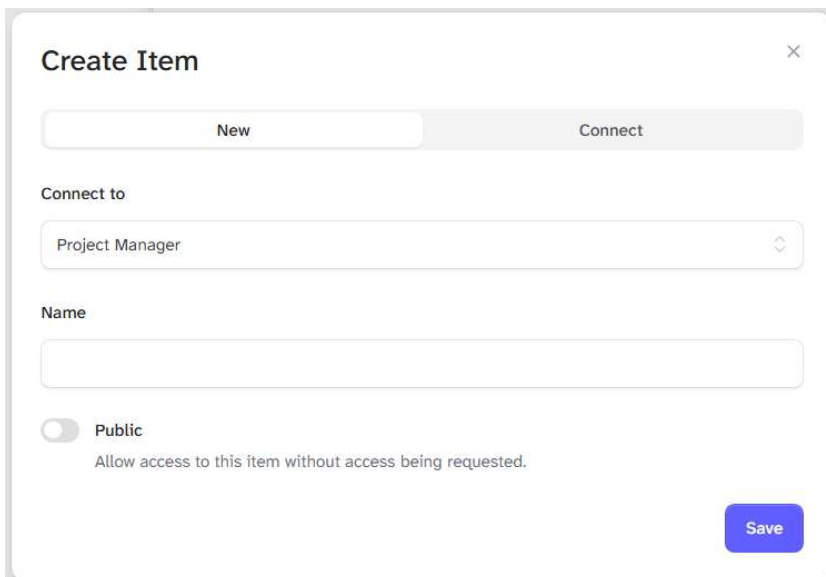 Create Item
New Connect
Connect to
Project Manager
Name
Public
Allow access to this item without access being requested.
Save